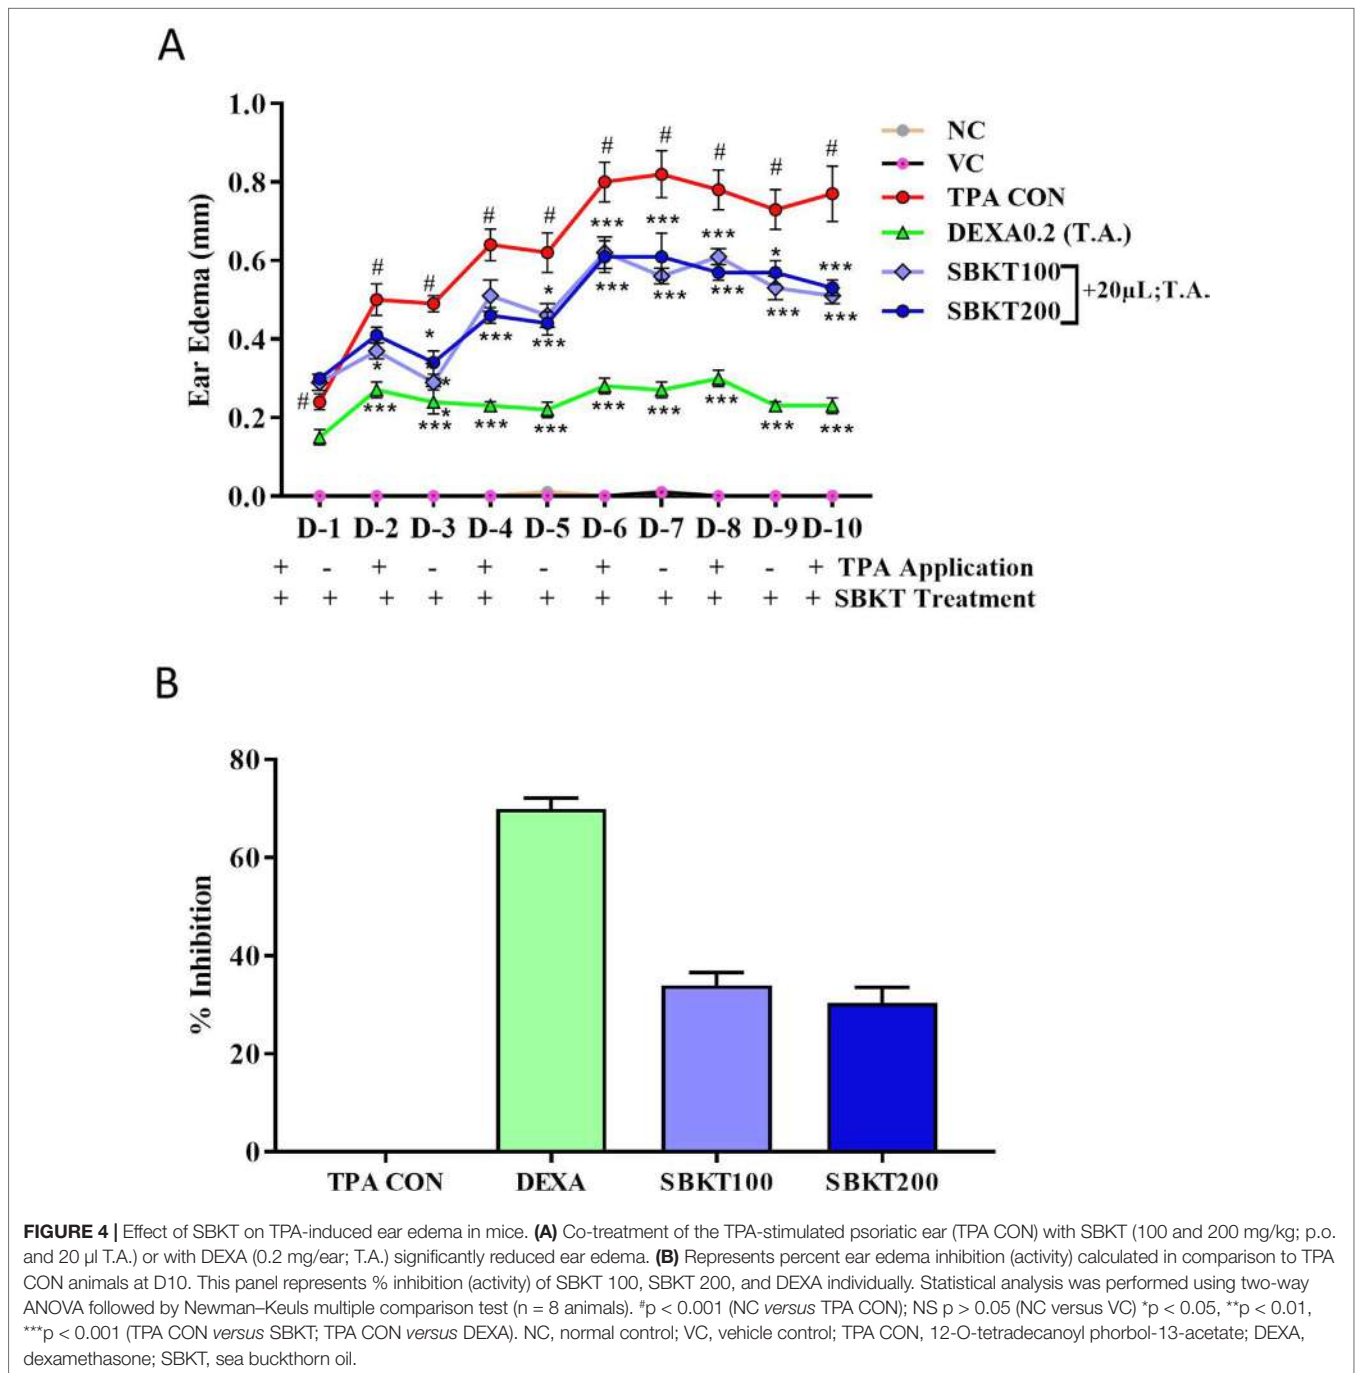 A
1.0
0.8
0.6
0.4
0.2
0.0
Ear Edema (mm)
# # # # # # # # # #
*** *** *** * ***
* * *
*** *** *** *** ***
*** ***
* * *
*** *** *** *** *** *** *** *** ***
NC
VC
TPA CON
DEXA0.2 (T.A.)
SBKT100
SBKT200
+20µL;T.A.
D-1 D-2 D-3 D-4 D-5 D-6 D-7 D-8 D-9 D-10
+ - + - + - + - + - + TPA Application
+ + + + + + + + + + + SBKT Treatment
B
80
60
40
20
0
% Inhibition
TPA CON DEXA SBKT100 SBKT200
FIGURE 4 | Effect of SBKT on TPA-induced ear edema in mice. (A) Co-treatment of the TPA-stimulated psoriatic ear (TPA CON) with SBKT (100 and 200 mg/kg; p.o.
and 20 µl T.A.) or with DEXA (0.2 mg/ear; T.A.) significantly reduced ear edema. (B) Represents percent ear edema inhibition (activity) calculated in comparison to TPA
CON animals at D10. This panel represents % inhibition (activity) of SBKT 100, SBKT 200, and DEXA individually. Statistical analysis was performed using two-way
ANOVA followed by Newman–Keuls multiple comparison test (n = 8 animals). #p < 0.001 (NC versus TPA CON); NS p > 0.05 (NC versus VC) *p < 0.05, **p < 0.01,
***p < 0.001 (TPA CON versus SBKT; TPA CON versus DEXA). NC, normal control; VC, vehicle control; TPA CON, 12-O-tetradecanoyl phorbol-13-acetate; DEXA,
dexamethasone; SBKT, sea buckthorn oil.